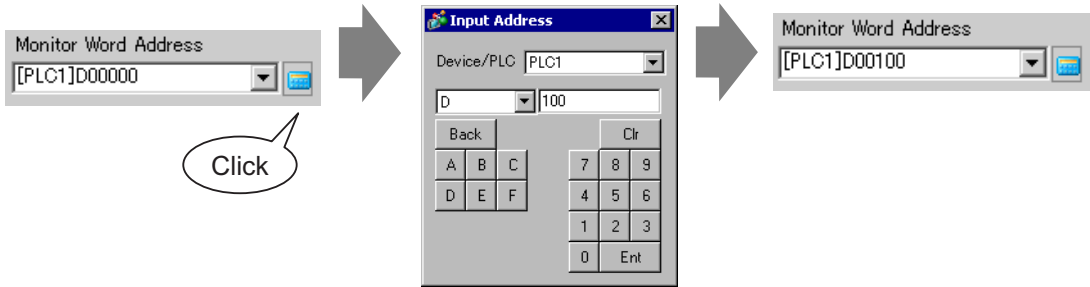 Monitor Word Address
[PLC1]D00000
Click
Input Address
Device/PLC PLC1
D 100
Back Clr
A B C 7 8 9
D E F 4 5 6
1 2 3
0 Ent
Monitor Word Address
[PLC1]D00100